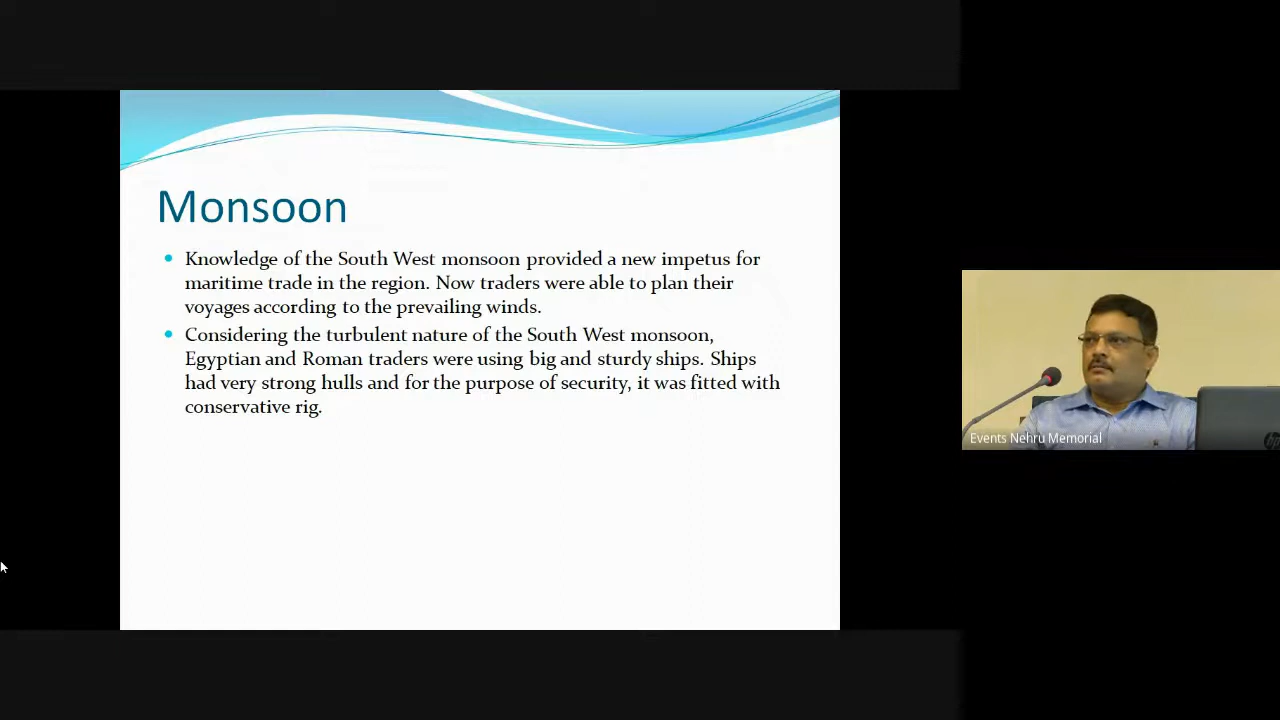 Monsoon
Knowledge of the South West monsoon provided a new impetus for
maritime trade in the region. Now traders were able to plan their
voyages according to the prevailing winds.
Considering the turbulent nature of the South West monsoon,
Egyptian and Roman traders were using big and sturdy ships. Ships
had very strong hulls and for the purpose of security, it was fitted with
conservative rig.
Events Nehru Memorial
hp